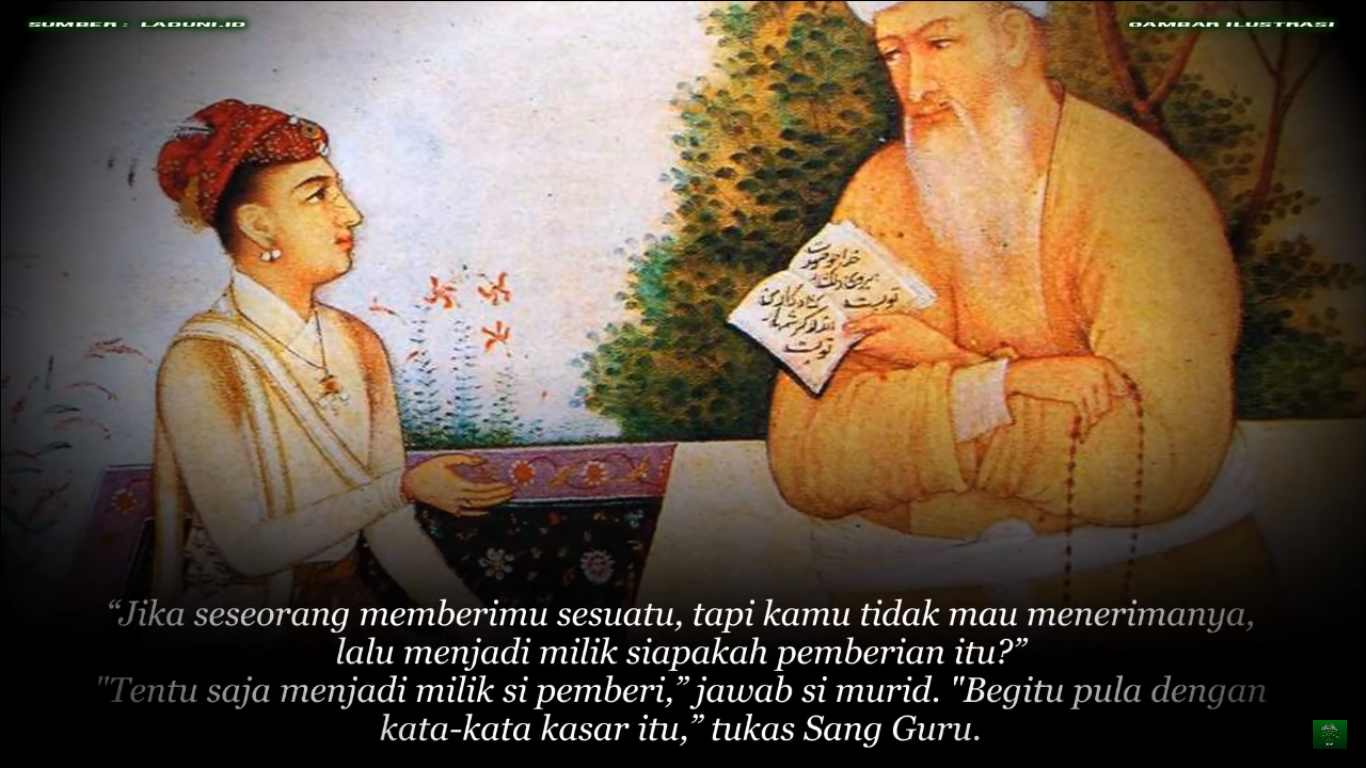 SUMBER : LADUNI.ID
GAMBAR ILUSTRASI
“Jika seseorang memberimu sesuatu, tapi kamu tidak mau menerimanya,
lalu menjadi milik siapakah pemberian itu?”
"Tentu saja menjadi milik si pemberi,” jawab si murid. "Begitu pula dengan
kata-kata kasar itu,” tukas Sang Guru.